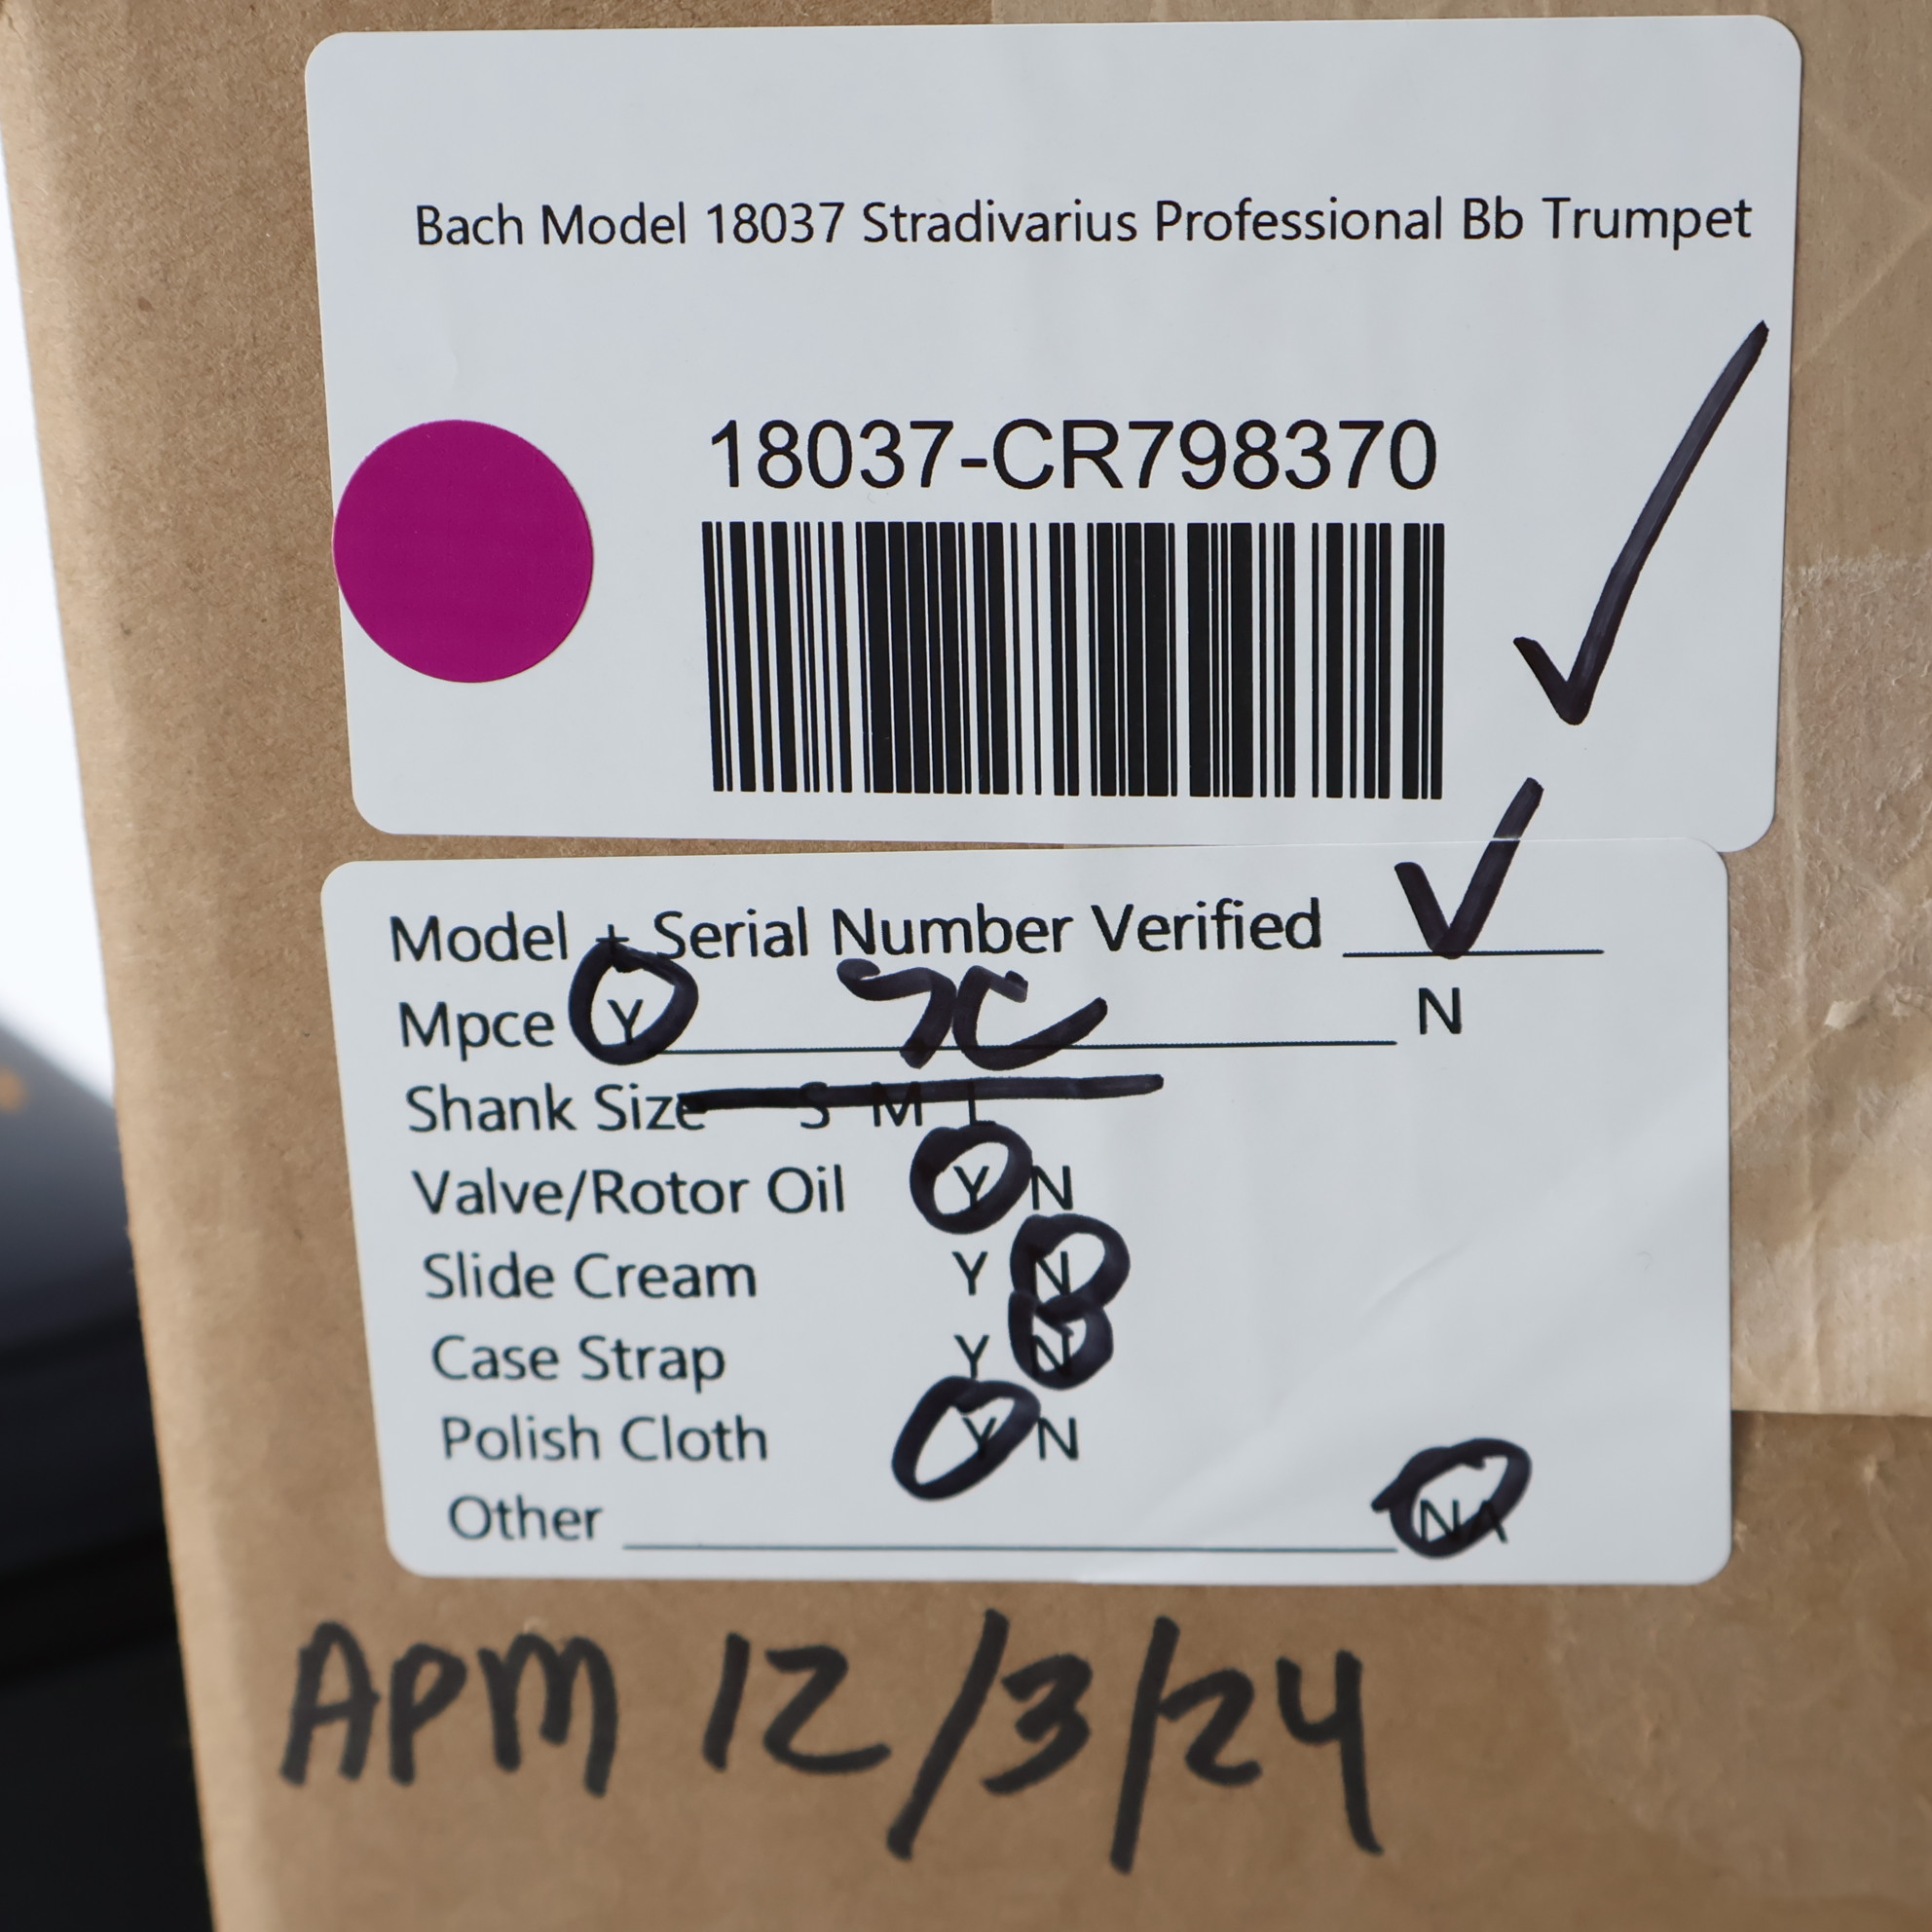 Bach Model 18037 Stradivarius Professional Bb Trumpet
18037-CR798370
Model + Serial Number Verified ✓
Mpce Y 7C N
Shank Size S M L
Valve/Rotor Oil Y N
Slide Cream Y N
Case Strap Y N
Polish Cloth Y N
Other NA
APM 12/3/24